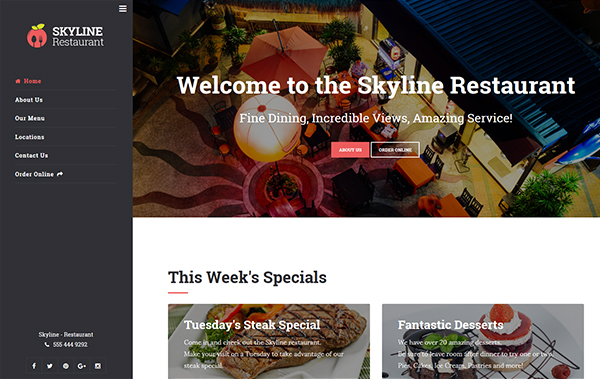 SKYLINE
Restaurant
Home
About Us
Our Menu
Locations
Contact Us
Order Online
Skyline - Restaurant
555 444 9292
Welcome to the Skyline Restaurant
Fine Dining, Incredible Views, Amazing Service!
ABOUT US
ORDER ONLINE
This Week's Specials
Tuesday's Steak Special
Come in and check out the Skyline restaurant.
Make your visit on a Tuesday to take advantage of our
steak special.
Fantastic Desserts
We have over 20 amazing desserts.
Be sure to leave room after dinner to try one or two.
Pies, Cakes, Ice Cream, Pastries and more!